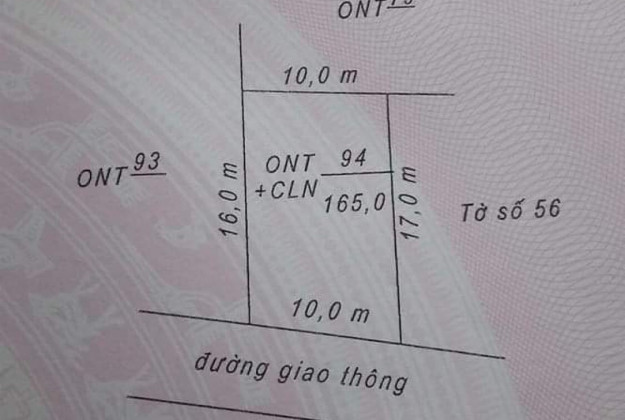 ONT
10,0 m
ONT 93
16,0 m
ONT 94
+CLN 165,0
17,0 m
Tờ số 56
10,0 m
đường giao thông